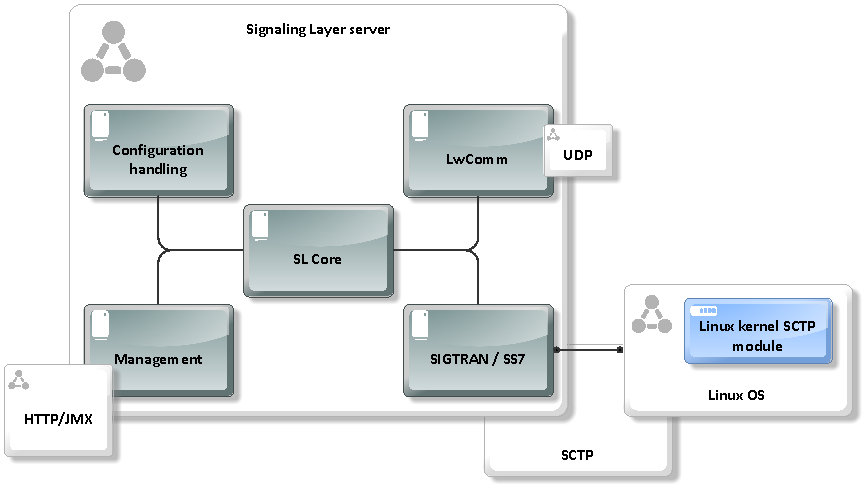 Signaling Layer server
Configuration
handling
LwComm
UDP
SL Core
Management
SIGTRAN / SS7
Linux kernel SCTP
module
Linux OS
HTTP/JMX
SCTP